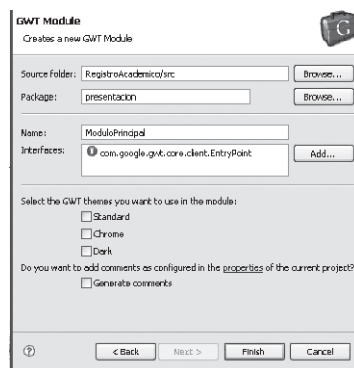 GWT Module
Creates a new GWT Module
G
Source folder: RegistroAcademico/src Browse...
Package: presentacion Browse...
Name: ModuloPrincipal
Interfaces: com.google.gwt.core.client.EntryPoint Add...
Select the GWT themes you want to use in the module:
Standard
Chrome
Dark
Do you want to add comments as configured in the properties of the current project?
Generate comments
? < Back Next > Finish Cancel